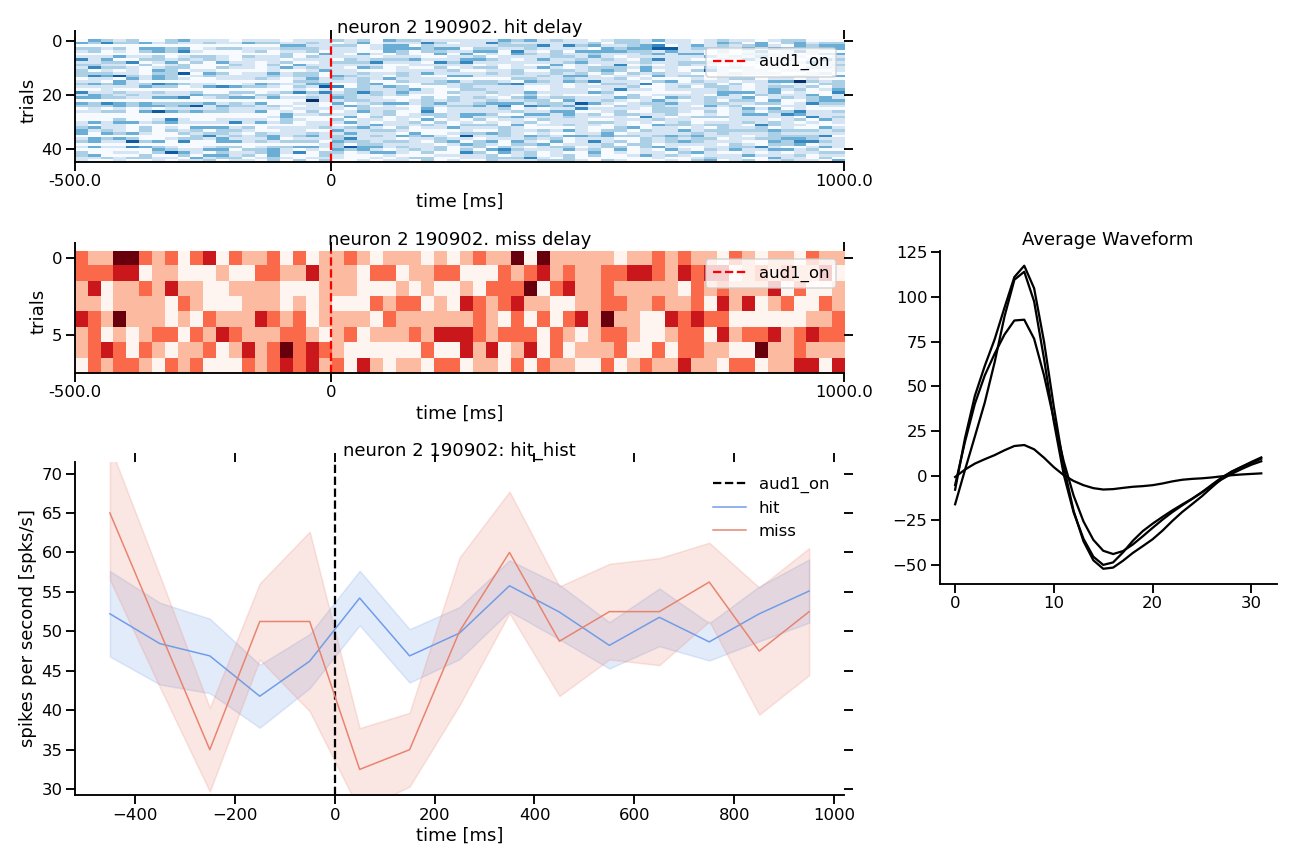 neuron 2 190902. hit delay
0
20
40
trials
aud1_on
-500.0
0
1000.0
time [ms]
neuron 2 190902. miss delay
0
5
trials
aud1_on
-500.0
0
1000.0
time [ms]
neuron 2 190902: hit_hist
70
65
60
55
50
45
40
35
30
spikes per second [spks/s]
aud1_on
hit
miss
−400
−200
0
200
400
600
800
1000
time [ms]
Average Waveform
125
100
75
50
25
0
−25
−50
0
10
20
30